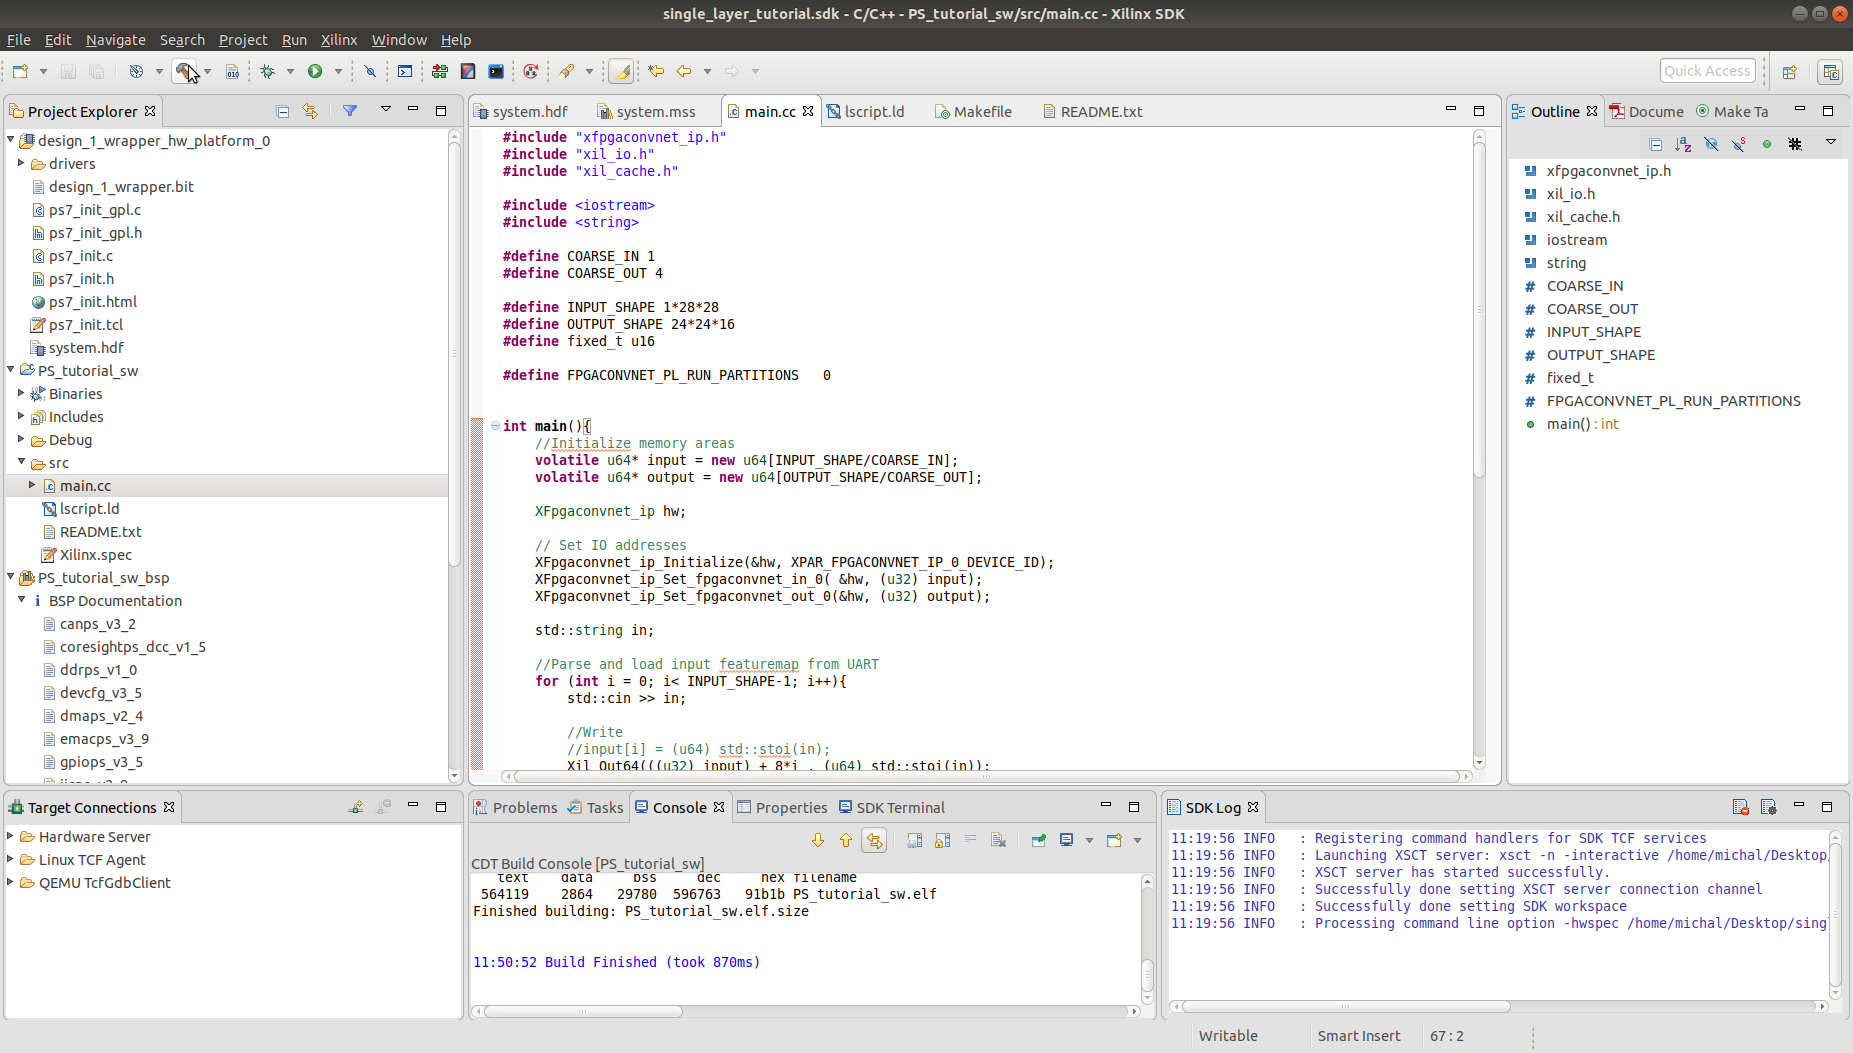 single_layer_tutorial.sdk - C/C++ - PS_tutorial_sw/src/main.cc - Xilinx SDK
File Edit Navigate Search Project Run Xilinx Window Help
Quick Access
Project Explorer
design_1_wrapper_hw_platform_0
drivers
design_1_wrapper.bit
ps7_init_gpl.c
ps7_init_gpl.h
ps7_init.c
ps7_init.h
ps7_init.html
ps7_init.tcl
system.hdf
PS_tutorial_sw
Binaries
Includes
Debug
src
main.cc
lscript.ld
README.txt
Xilinx.spec
PS_tutorial_sw_bsp
BSP Documentation
canps_v3_2
coresightps_dcc_v1_5
ddrps_v1_0
devcfg_v3_5
dmaps_v2_4
emacps_v3_9
gpiops_v3_5
system.hdf system.mss main.cc lscript.ld Makefile README.txt
#include "xfpgaconvnet_ip.h"
#include "xil_io.h"
#include "xil_cache.h"
#include <iostream>
#include <string>
#define COARSE_IN 1
#define COARSE_OUT 4
#define INPUT_SHAPE 1*28*28
#define OUTPUT_SHAPE 24*24*16
#define fixed_t u16
#define FPGACONVNET_PL_RUN_PARTITIONS 0
int main(){
//Initialize memory areas
volatile u64* input = new u64[INPUT_SHAPE/COARSE_IN];
volatile u64* output = new u64[OUTPUT_SHAPE/COARSE_OUT];
XFpgaconvnet_ip hw;
// Set IO addresses
XFpgaconvnet_ip_Initialize(&hw, XPAR_FPGACONVNET_IP_0_DEVICE_ID);
XFpgaconvnet_ip_Set_fpgaconvnet_in_0( &hw, (u32) input);
XFpgaconvnet_ip_Set_fpgaconvnet_out_0(&hw, (u32) output);
std::string in;
//Parse and load input featuremap from UART
for (int i = 0; i< INPUT_SHAPE-1; i++){
std::cin >> in;
//Write
//input[i] = (u64) std::stoi(in);
Xil_Out64(((u32) input) + 8*i , (u64) std::stoi(in));
Outline Docume Make Ta
xfpgaconvnet_ip.h
xil_io.h
xil_cache.h
iostream
string
# COARSE_IN
# COARSE_OUT
# INPUT_SHAPE
# OUTPUT_SHAPE
# fixed_t
# FPGACONVNET_PL_RUN_PARTITIONS
main() : int
Target Connections
Hardware Server
Linux TCF Agent
QEMU TcfGdbClient
Problems Tasks Console Properties SDK Terminal
CDT Build Console [PS_tutorial_sw]
text data bss dec hex filename
564119 2864 29780 596763 91b1b PS_tutorial_sw.elf
Finished building: PS_tutorial_sw.elf.size
11:50:52 Build Finished (took 870ms)
SDK Log
11:19:56 INFO : Registering command handlers for SDK TCF services
11:19:56 INFO : Launching XSCT server: xsct -n -interactive /home/michal/Desktop/
11:19:56 INFO : XSCT server has started successfully.
11:19:56 INFO : Successfully done setting XSCT server connection channel
11:19:56 INFO : Successfully done setting SDK workspace
11:19:56 INFO : Processing command line option -hwspec /home/michal/Desktop/sing
Writable Smart Insert 67 : 2